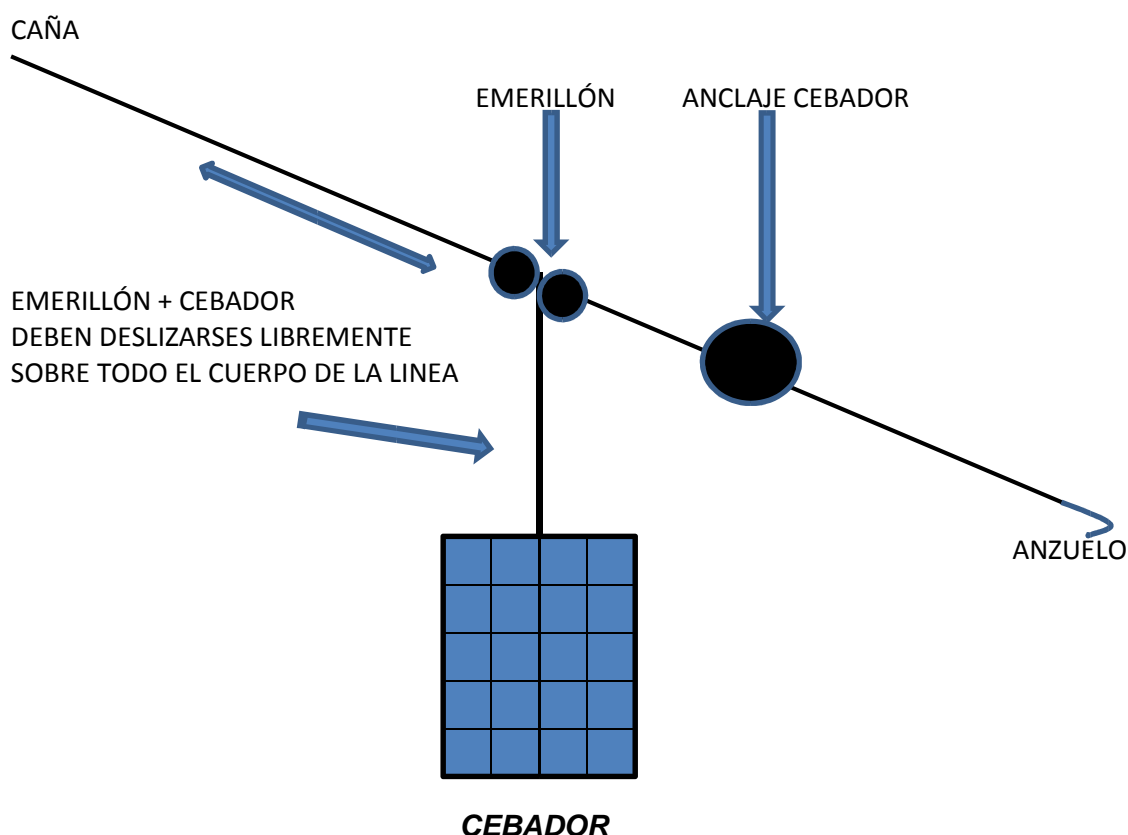 CAÑA
EMERILLÓN
ANCLAJE CEBADOR
EMERILLÓN + CEBADOR
DEBEN DESLIZARSES LIBREMENTE
SOBRE TODO EL CUERPO DE LA LINEA
ANZUELO
CEBADOR